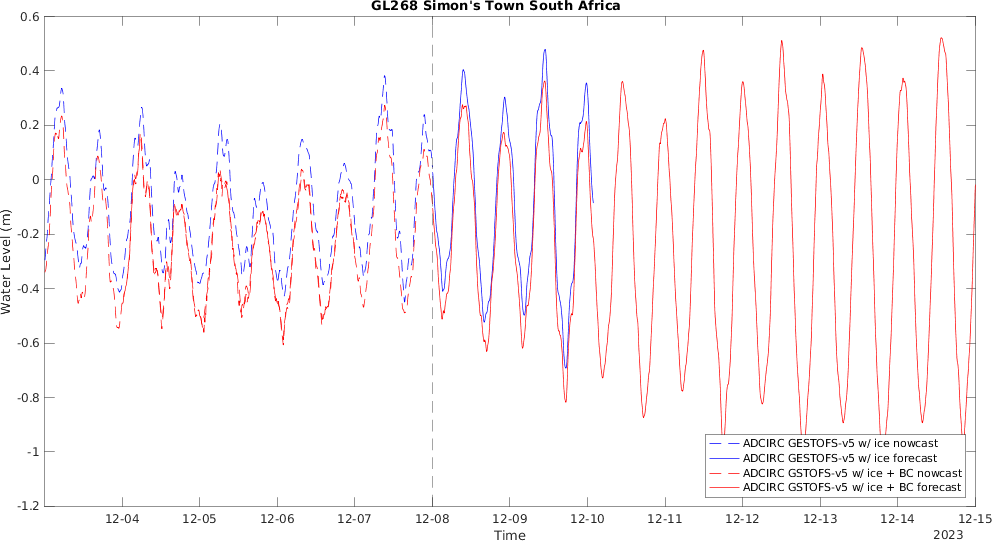 GL268 Simon's Town South Africa
0.6
0.4
0.2
0
-0.2
-0.4
-0.6
-0.8
-1
-1.2
Water Level (m)
12-04 12-05 12-06 12-07 12-08 12-09 12-10 12-11 12-12 12-13 12-14 12-15
Time
2023
ADCIRC GESTOFS-v5 w/ ice nowcast
ADCIRC GESTOFS-v5 w/ ice forecast
ADCIRC GSTOFS-v5 w/ ice + BC nowcast
ADCIRC GSTOFS-v5 w/ ice + BC forecast